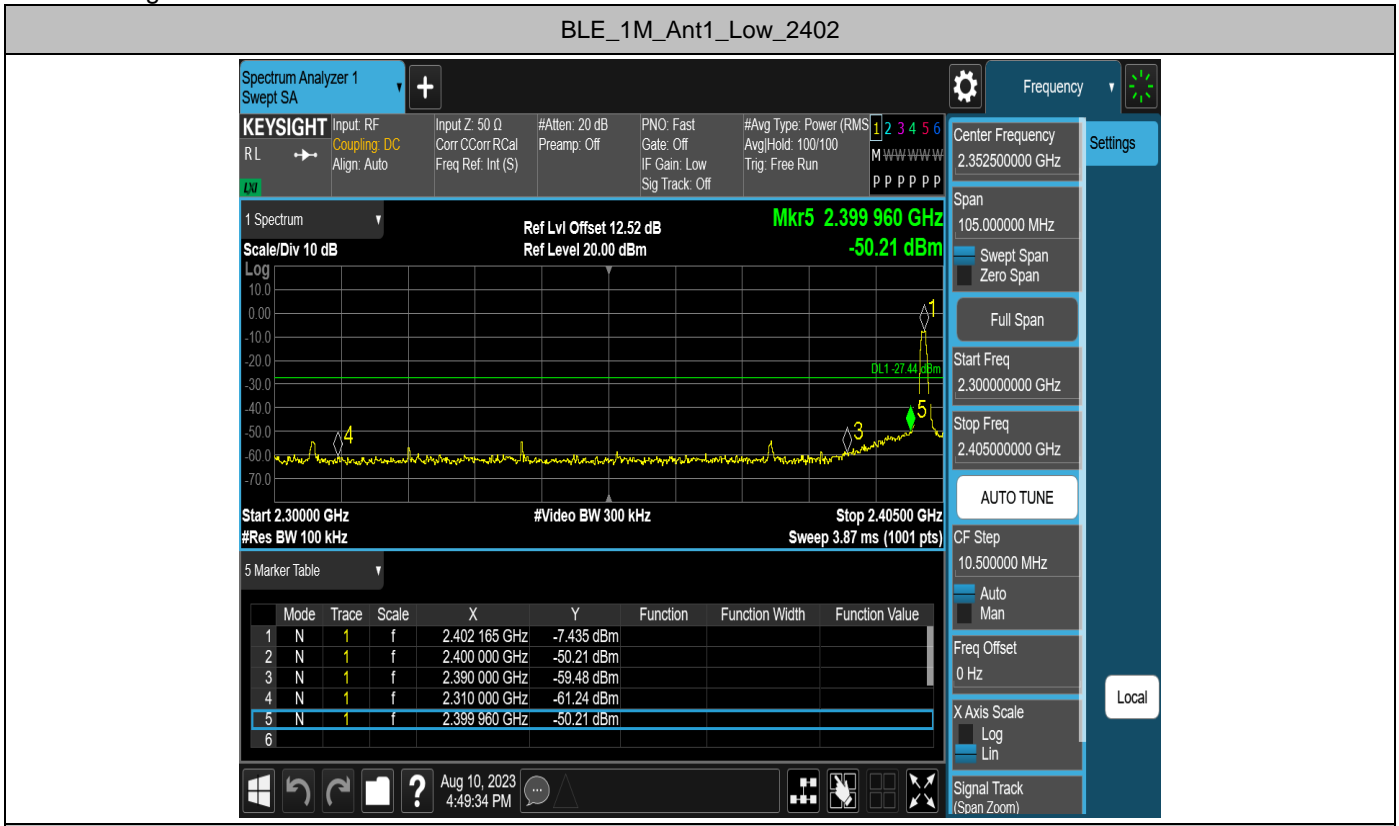 BLE_1M_Ant1_Low_2402
Spectrum Analyzer 1
Swept SA
Frequency
KEYSIGHT
RL
LXI
Input: RF
Coupling: DC
Align: Auto
Input Z: 50 Ω
Corr CCorr RCal
Freq Ref: Int (S)
#Atten: 20 dB
Preamp: Off
PNO: Fast
Gate: Off
IF Gain: Low
Sig Track: Off
#Avg Type: Power (RMS
Avg|Hold: 100/100
Trig: Free Run
1 2 3 4 5 6
M W W W W W
P P P P P P
1 Spectrum
Scale/Div 10 dB
Ref Lvl Offset 12.52 dB
Ref Level 20.00 dBm
Mkr5 2.399 960 GHz
-50.21 dBm
Log
10.0
0.00
-10.0
-20.0
-30.0
-40.0
-50.0
-60.0
-70.0
1
DL1 -27.44 dBm
5
3
4
Start 2.30000 GHz
#Video BW 300 kHz
Stop 2.40500 GHz
#Res BW 100 kHz
Sweep 3.87 ms (1001 pts)
5 Marker Table
Mode Trace Scale X Y Function Function Width Function Value
1 N 1 f 2.402 165 GHz -7.435 dBm
2 N 1 f 2.400 000 GHz -50.21 dBm
3 N 1 f 2.390 000 GHz -59.48 dBm
4 N 1 f 2.310 000 GHz -61.24 dBm
5 N 1 f 2.399 960 GHz -50.21 dBm
6
Aug 10, 2023
4:49:34 PM
Center Frequency
2.352500000 GHz
Settings
Span
105.000000 MHz
Swept Span
Zero Span
Full Span
Start Freq
2.300000000 GHz
Stop Freq
2.405000000 GHz
AUTO TUNE
CF Step
10.500000 MHz
Auto
Man
Freq Offset
0 Hz
Local
X Axis Scale
Log
Lin
Signal Track
(Span Zoom)